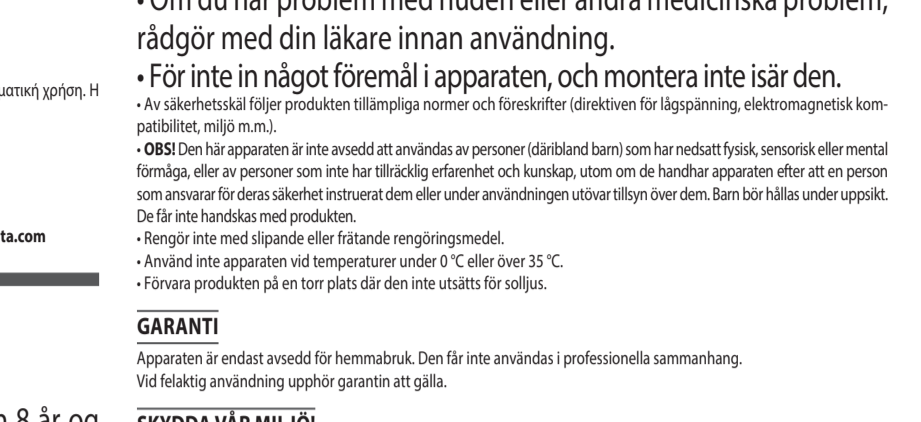 • Om du har problem med huden eller andra medicinska problem,
rådgör med din läkare innan användning.
• För inte in något föremål i apparaten, och montera inte isär den.
• Av säkerhetsskäl följer produkten tillämpliga normer och föreskrifter (direktiven för lågspänning, elektromagnetisk kom-
patibilitet, miljö m.m.).
• OBS! Den här apparaten är inte avsedd att användas av personer (däribland barn) som har nedsatt fysisk, sensorisk eller mental
förmåga, eller av personer som inte har tillräcklig erfarenhet och kunskap, utom om de handhar apparaten efter att en person
som ansvarar för deras säkerhet instruerat dem eller under användningen utövar tillsyn över dem. Barn bör hållas under uppsikt.
De får inte handskas med produkten.
• Rengör inte med slipande eller frätande rengöringsmedel.
• Använd inte apparaten vid temperaturer under 0 °C eller över 35 °C.
• Förvara produkten på en torr plats där den inte utsätts för solljus.
GARANTI
Apparaten är endast avsedd för hemmabruk. Den får inte användas i professionella sammanhang.
Vid felaktig användning upphör garantin att gälla.
SKYDDA VÅR MILJÖ!
ματική χρήση. Η
ta.com
8 år og